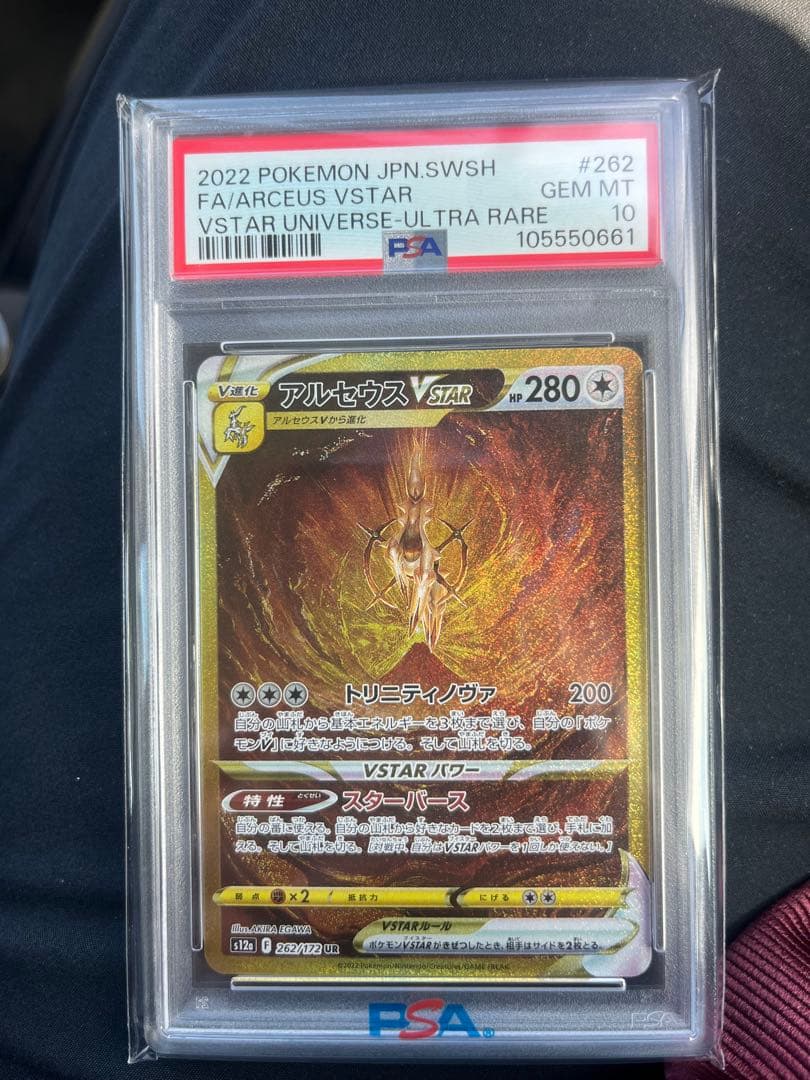 2022 POKEMON JPN.SWSH #262
FA/ARCEUS VSTAR GEM MT
VSTAR UNIVERSE-ULTRA RARE 10
PSA 105550661
V進化 アルセウス VSTAR HP 280
アルセウスVから進化
トリニティノヴァ 200
自分の山札から基本エネルギーを3枚まで選び、自分の「ポケ
モンV」に好きなようにつける。そして山札を切る。
VSTARパワー
特性 とくせい スターバース
自分の番に使える。自分の山札から好きなカードを2枚まで選び、手札に加
える。そして山札を切る。[対戦中、自分はVSTARパワーを1回しか使えない。]
弱点 ×2 抵抗力 にげる
Illus. AKIRA EGAWA VSTARルール
s12a F 262/172 UR ポケモンVSTARがきぜつしたとき、相手はサイドを2枚とる。
©2022 Pokémon/Nintendo/Creatures/GAME FREAK
PSA